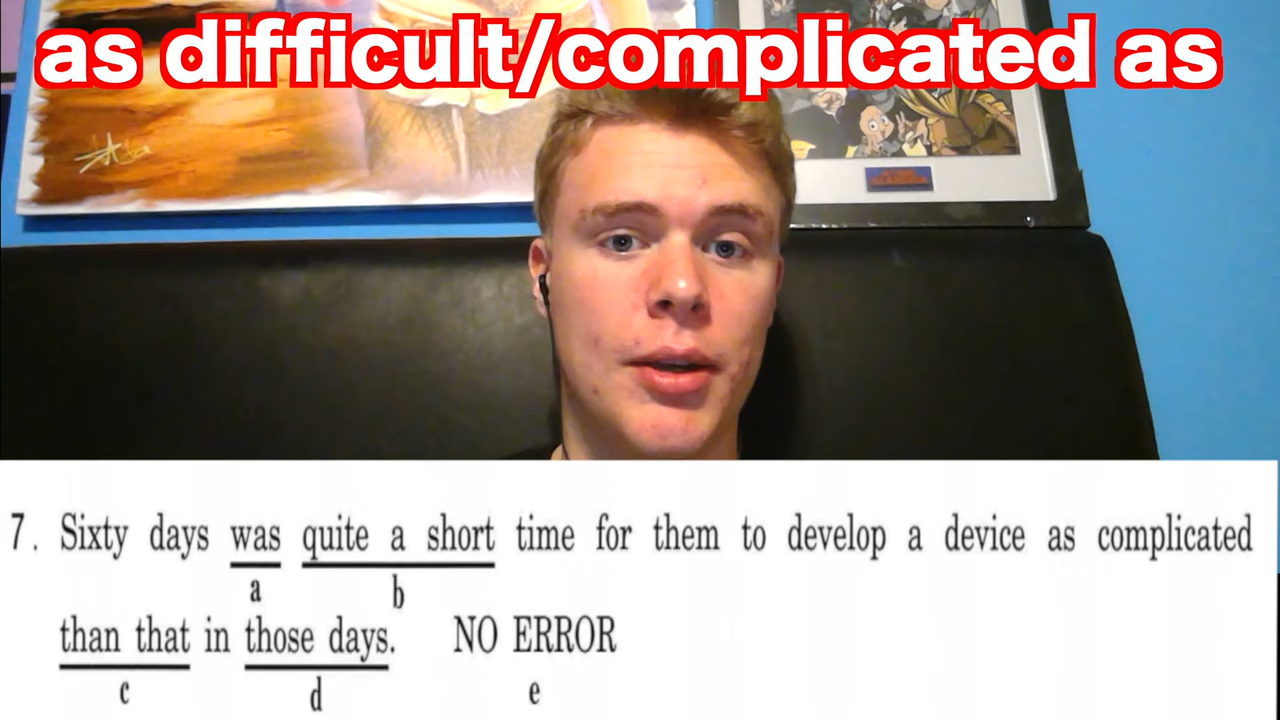 as difficult/complicated as
7. Sixty days was quite a short time for them to develop a device as complicated
a b
than that in those days. NO ERROR
c d e